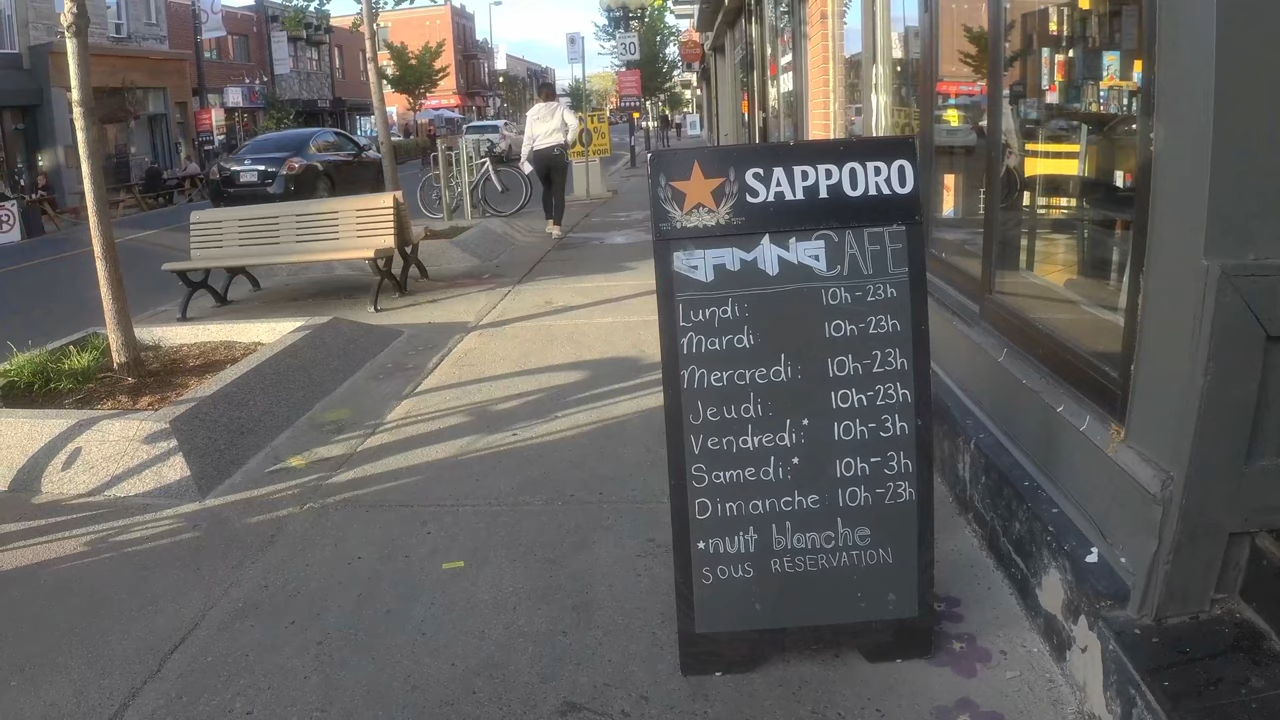 30
SAPPORO
GAMING CAFÉ
Lundi: 10h-23h
Mardi: 10h-23h
Mercredi: 10h-23h
Jeudi: 10h-23h
Vendredi:* 10h-3h
Samedi:* 10h-3h
Dimanche: 10h-23h
*nuit blanche
SOUS RÉSERVATION